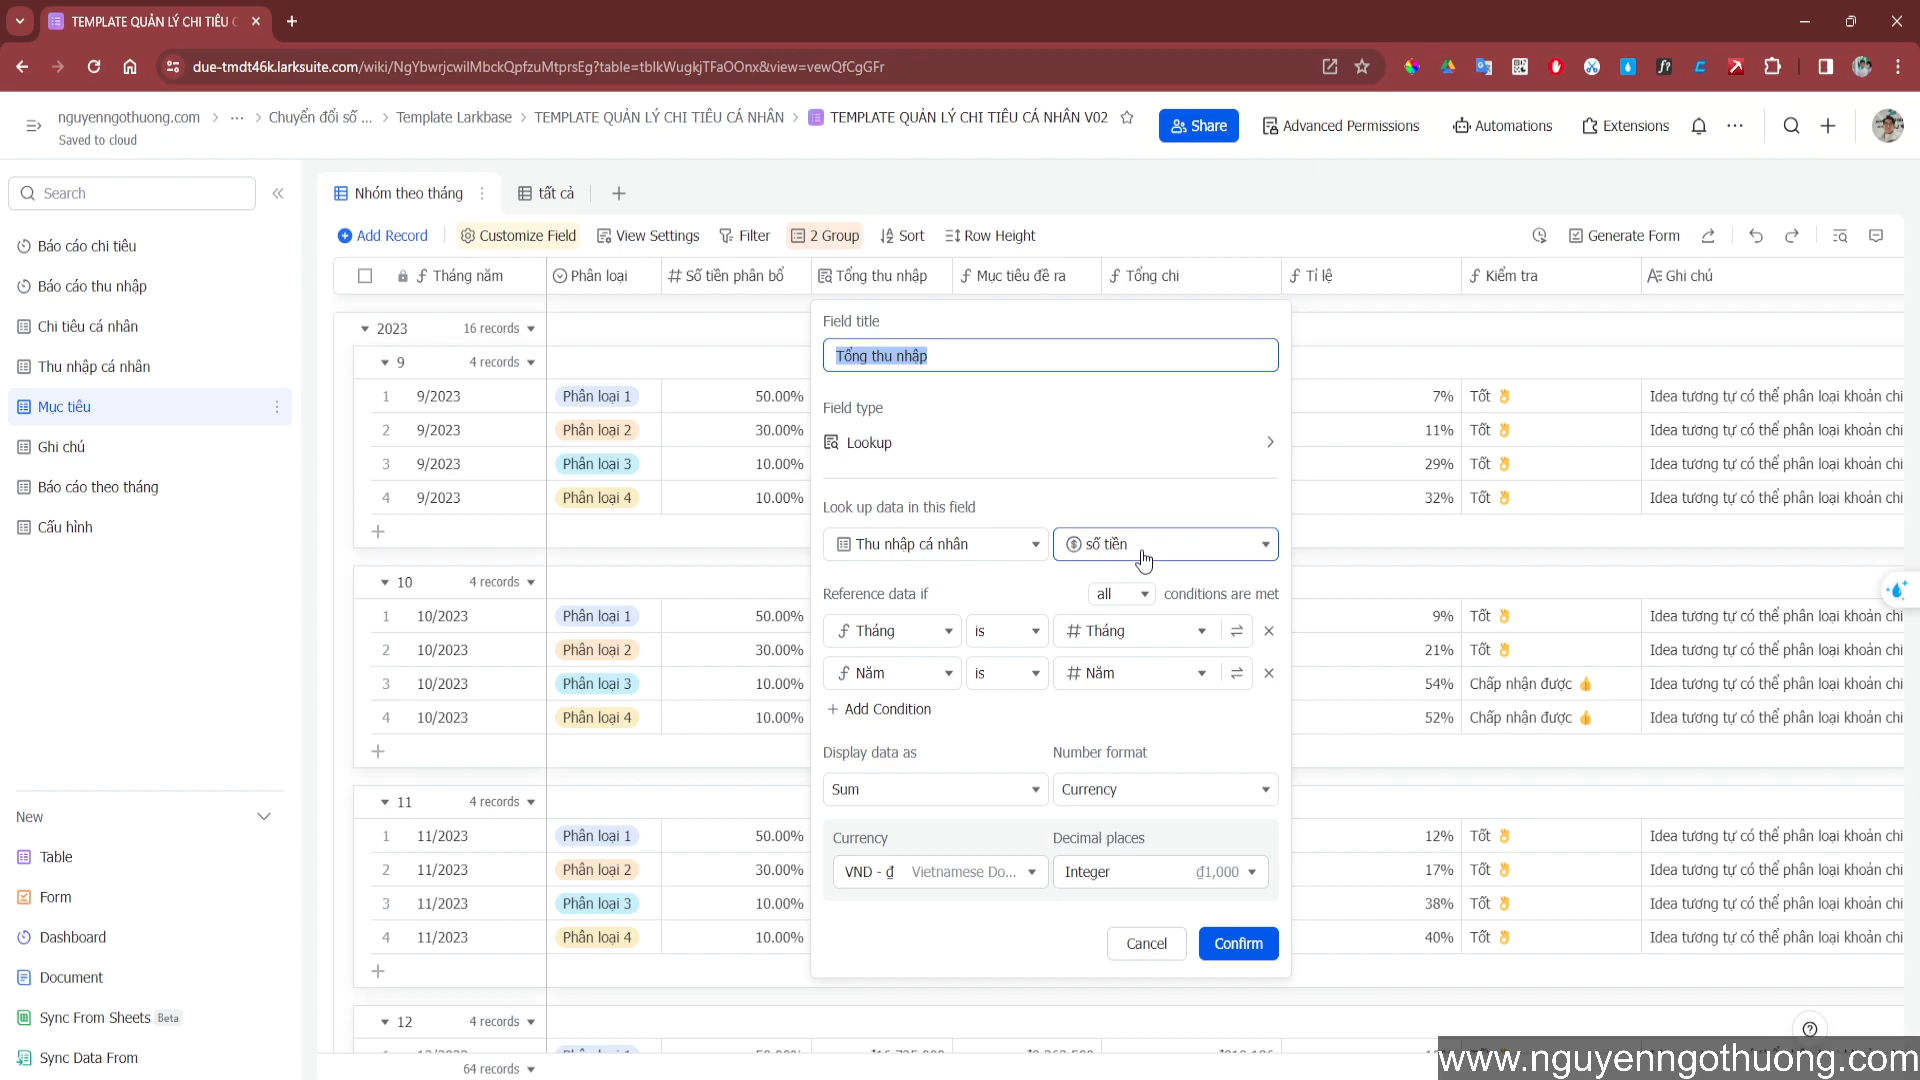 TEMPLATE QUẢN LÝ CHI TIÊU C
due-tmdt46k.larksuite.com/wiki/NgYbwrjcwilMbckQpfzuMtprsEg?table=tblkWugkjTFaOOnx&view=vewQfCgGFr
nguyenngothuong.com > ··· > Chuyển đổi số ... > Template Larkbase > TEMPLATE QUẢN LÝ CHI TIÊU CÁ NHÂN > TEMPLATE QUẢN LÝ CHI TIÊU CÁ NHÂN V02
Saved to cloud
Share Advanced Permissions Automations Extensions
Search
Báo cáo chi tiêu
Báo cáo thu nhập
Chi tiêu cá nhân
Thu nhập cá nhân
Mục tiêu
Ghi chú
Báo cáo theo tháng
Cấu hình
New
Table
Form
Dashboard
Document
Sync From Sheets Beta
Sync Data From
Nhóm theo tháng tất cả
Add Record Customize Field View Settings Filter 2 Group Sort Row Height Generate Form
Tháng năm Phân loại Số tiền phân bổ Tổng thu nhập Mục tiêu đề ra Tổng chi Tỉ lệ Kiểm tra Ghi chú
2023 16 records
9 4 records
1 9/2023 Phân loại 1 50.00% 7% Tốt 👌 Idea tương tự có thể phân loại khoản chi
2 9/2023 Phân loại 2 30.00% 11% Tốt 👌 Idea tương tự có thể phân loại khoản chi
3 9/2023 Phân loại 3 10.00% 29% Tốt 👌 Idea tương tự có thể phân loại khoản chi
4 9/2023 Phân loại 4 10.00% 32% Tốt 👌 Idea tương tự có thể phân loại khoản chi
10 4 records
1 10/2023 Phân loại 1 50.00% 9% Tốt 👌 Idea tương tự có thể phân loại khoản chi
2 10/2023 Phân loại 2 30.00% 21% Tốt 👌 Idea tương tự có thể phân loại khoản chi
3 10/2023 Phân loại 3 10.00% 54% Chấp nhận được 👍 Idea tương tự có thể phân loại khoản chi
4 10/2023 Phân loại 4 10.00% 52% Chấp nhận được 👍 Idea tương tự có thể phân loại khoản chi
11 4 records
1 11/2023 Phân loại 1 50.00% 12% Tốt 👌 Idea tương tự có thể phân loại khoản chi
2 11/2023 Phân loại 2 30.00% 17% Tốt 👌 Idea tương tự có thể phân loại khoản chi
3 11/2023 Phân loại 3 10.00% 38% Tốt 👌 Idea tương tự có thể phân loại khoản chi
4 11/2023 Phân loại 4 10.00% 40% Tốt 👌 Idea tương tự có thể phân loại khoản chi
12 4 records
64 records
Field title
Tổng thu nhập
Field type
Lookup
Look up data in this field
Thu nhập cá nhân số tiền
Reference data if all conditions are met
Tháng is Tháng
Năm is Năm
Add Condition
Display data as Number format
Sum Currency
Currency Decimal places
VND - ₫ Vietnamese Do... Integer ₫1,000
Cancel Confirm
www.nguyenngothuong.com